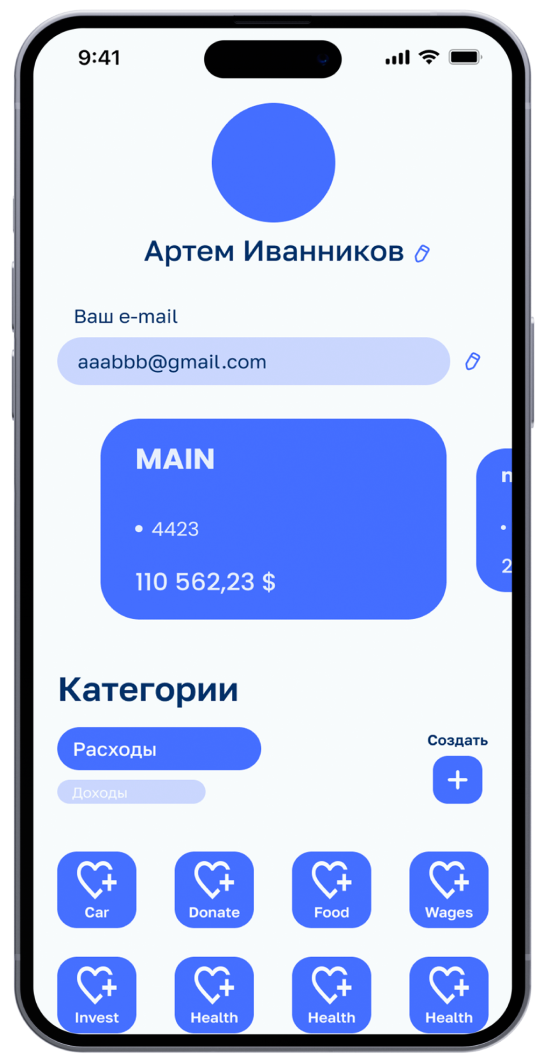 9:41
Артем Иванников
Ваш e-mail
aaabbb@gmail.com
MAIN
• 4423
110 562,23 $
Категории
Расходы
Создать
Доходы
Car
Donate
Food
Wages
Invest
Health
Health
Health